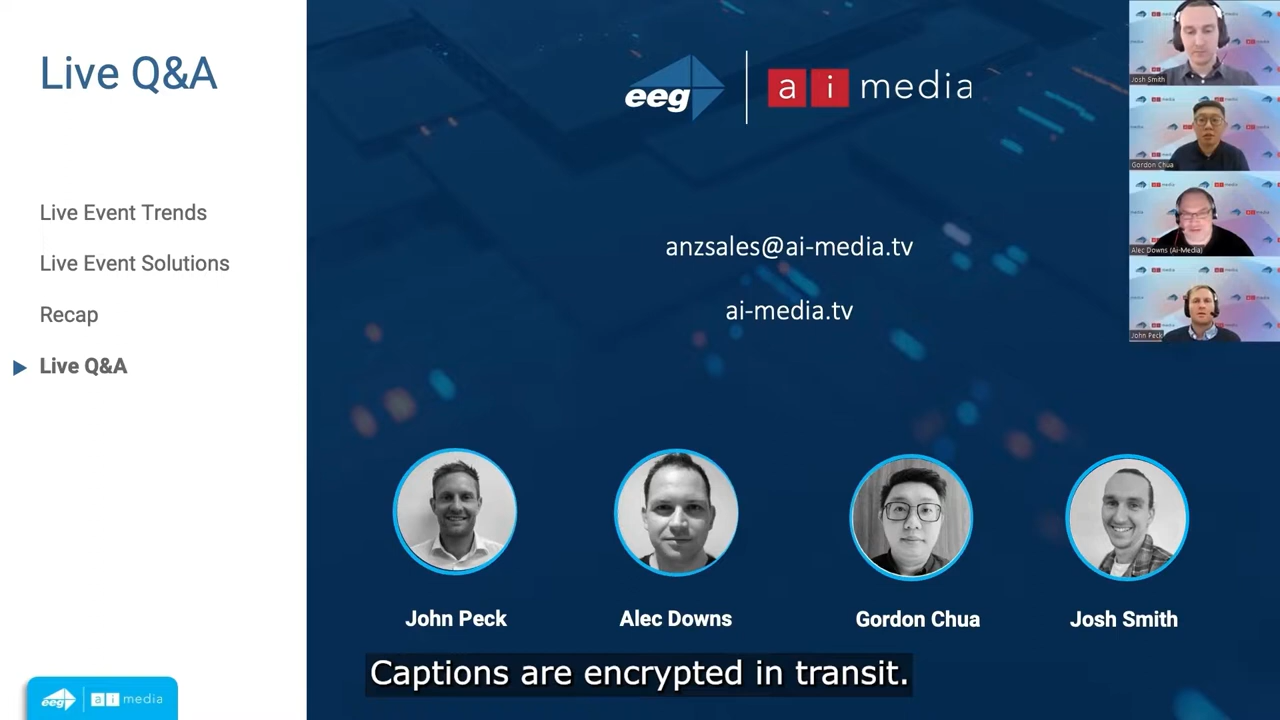 Live Q&A
Live Event Trends
Live Event Solutions
Recap
Live Q&A
eeg
ai media
eeg
ai media
anzsales@ai-media.tv
ai-media.tv
John Peck
Alec Downs
Gordon Chua
Josh Smith
Captions are encrypted in transit.
Josh Smith
Gordon Chua
Alec Downs (Ai-Media)
John Peck